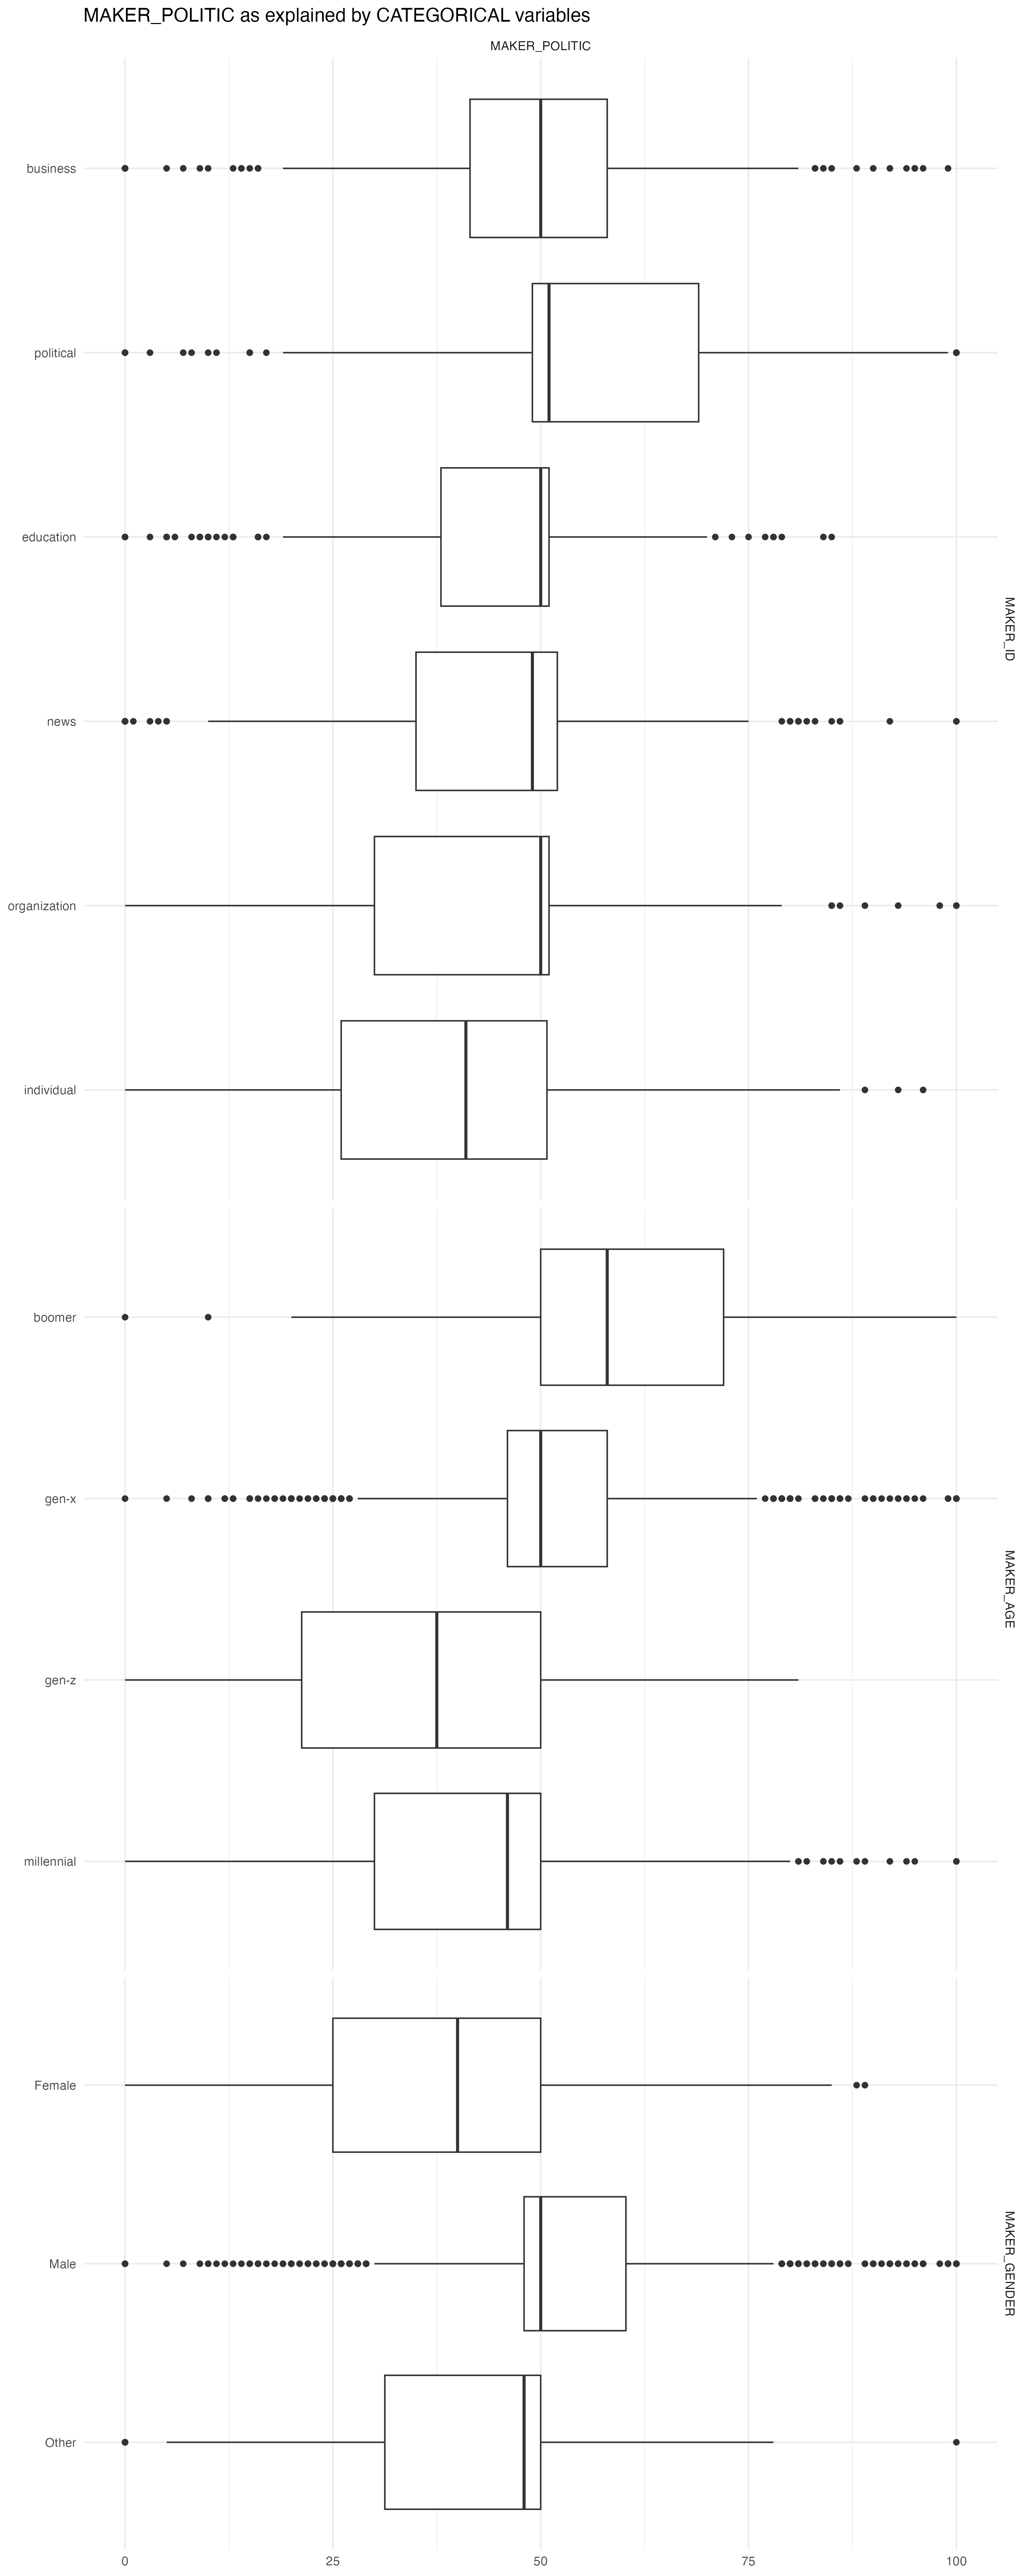 MAKER_POLITIC as explained by CATEGORICAL variables
MAKER_POLITIC
business
political
education
news
organization
individual
MAKER_ID
boomer
gen-x
gen-z
millennial
MAKER_AGE
Female
Male
Other
MAKER_GENDER
0 25 50 75 100